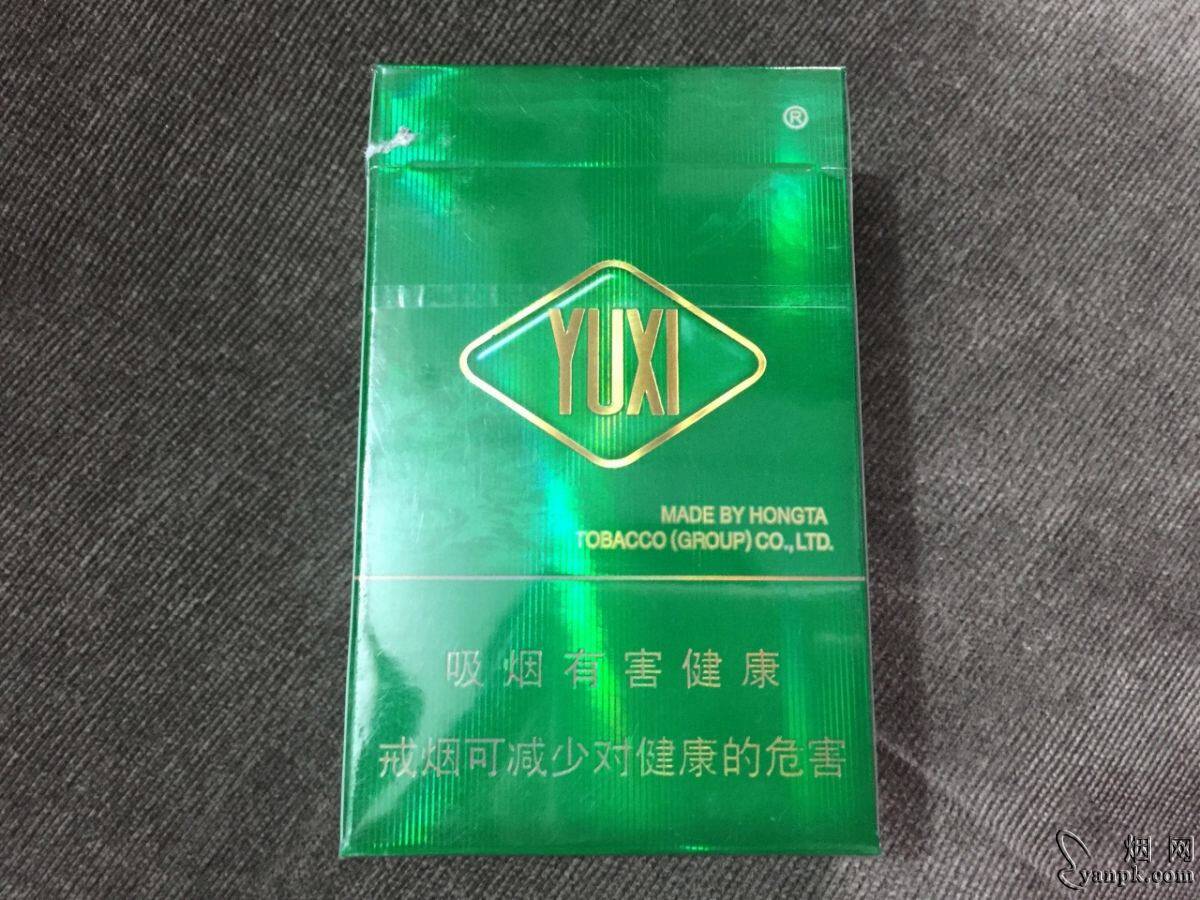 ®
YUXI
MADE BY HONGTA
TOBACCO (GROUP) CO., LTD.
吸烟有害健康
戒烟可减少对健康的危害
烟网
yanpk.com